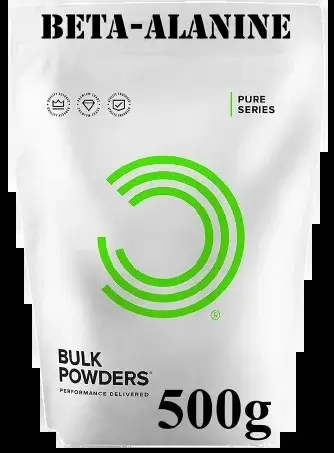 BETA-ALANINE
PURE
SERIES
®
BULK
POWDERS
PERFORMANCE DELIVERED
500g